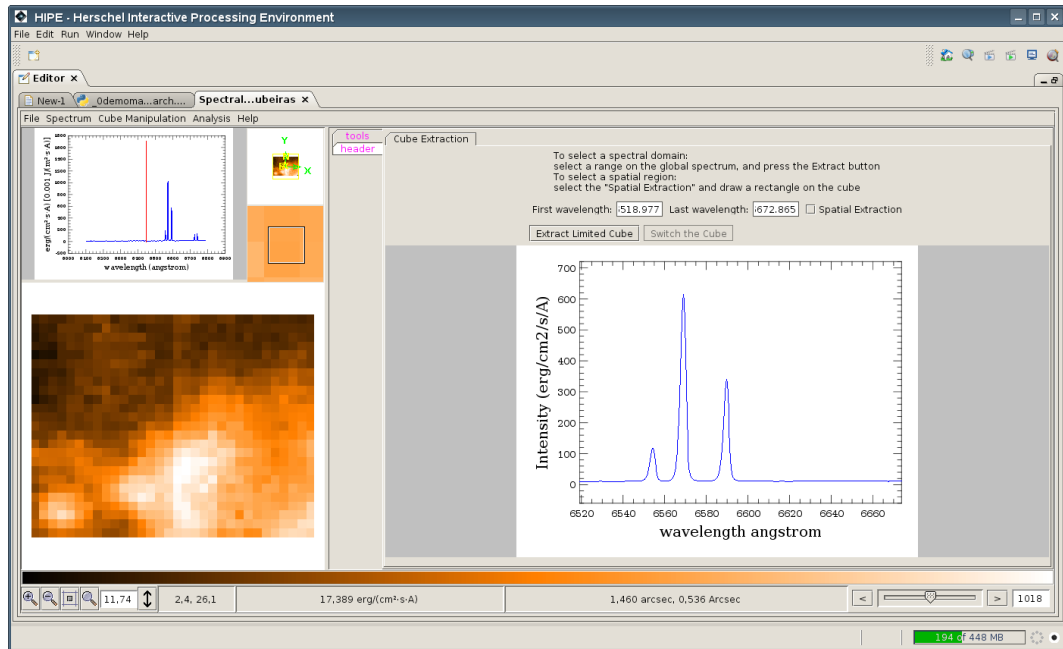 HIPE - Herschel Interactive Processing Environment
File Edit Run Window Help
Editor ×
New-1 _0demoma...arch.... Spectral...ubeiras ×
File Spectrum Cube Manipulation Analysis Help
erg/(cm²·s·A) [0.001 J/(m²·s·A)]
wavelength (angstrom)
Y
X
tools
header
Cube Extraction
To select a spectral domain:
select a range on the global spectrum, and press the Extract button
To select a spatial region:
select the "Spatial Extraction" and draw a rectangle on the cube
First wavelength: 518.977 Last wavelength: 672.865 Spatial Extraction
Extract Limited Cube Switch the Cube
700
600
500
400
300
200
100
0
Intensity (erg/cm2/s/A)
6520 6540 6560 6580 6600 6620 6640 6660
wavelength angstrom
11,74 2,4, 26,1 17,389 erg/(cm²·s·A) 1,460 arcsec, 0,536 Arcsec < > 1018
194 of 448 MB